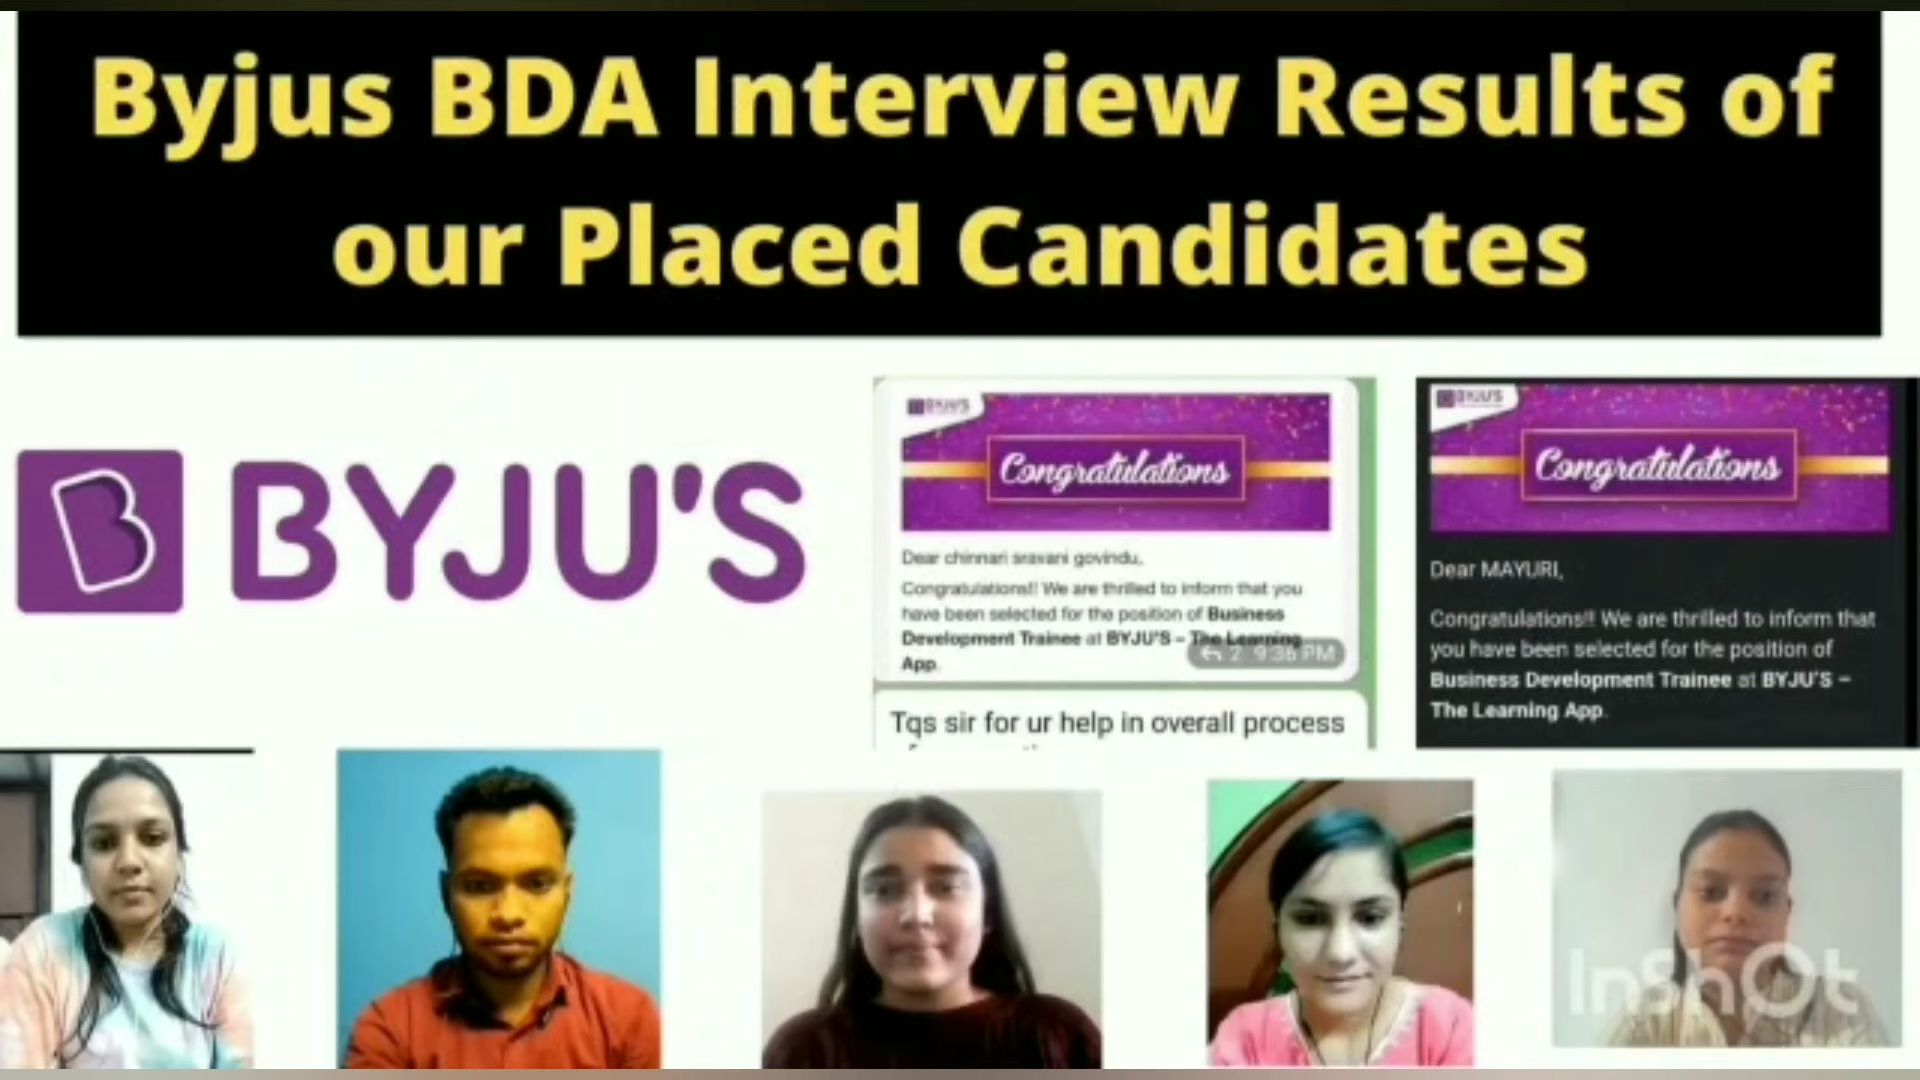 Byjus BDA Interview Results of
our Placed Candidates
BYJU'S
BYJU'S
Congratulations
Dear chinnari sravani govindu,
Congratulations!! We are thrilled to inform that you
have been selected for the position of Business
Development Trainee at BYJU'S – The Learning
App.
2 9:36 PM
Tqs sir for ur help in overall process
BYJU'S
Congratulations
Dear MAYURI,
Congratulations!! We are thrilled to inform that
you have been selected for the position of
Business Development Trainee at BYJU'S –
The Learning App.
InShOt